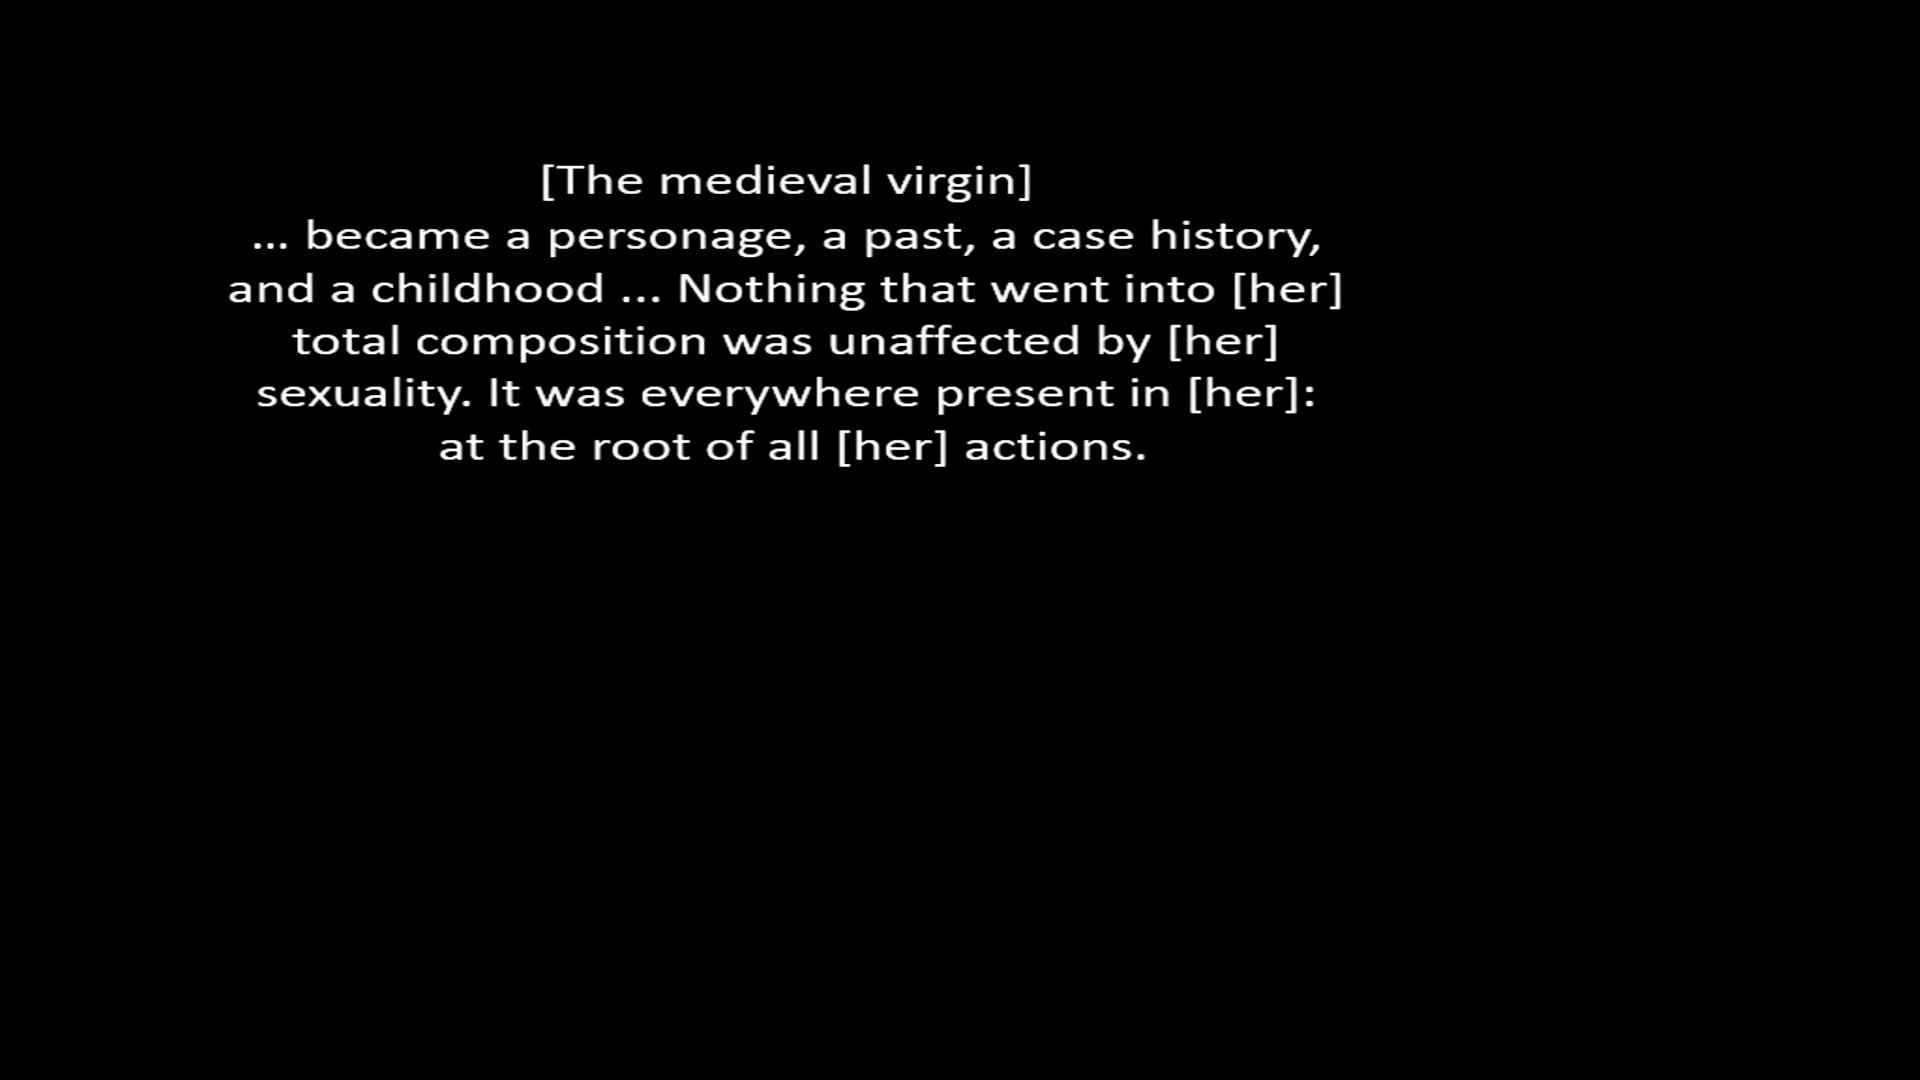 [The medieval virgin]
... became a personage, a past, a case history,
and a childhood ... Nothing that went into [her]
total composition was unaffected by [her]
sexuality. It was everywhere present in [her]:
at the root of all [her] actions.